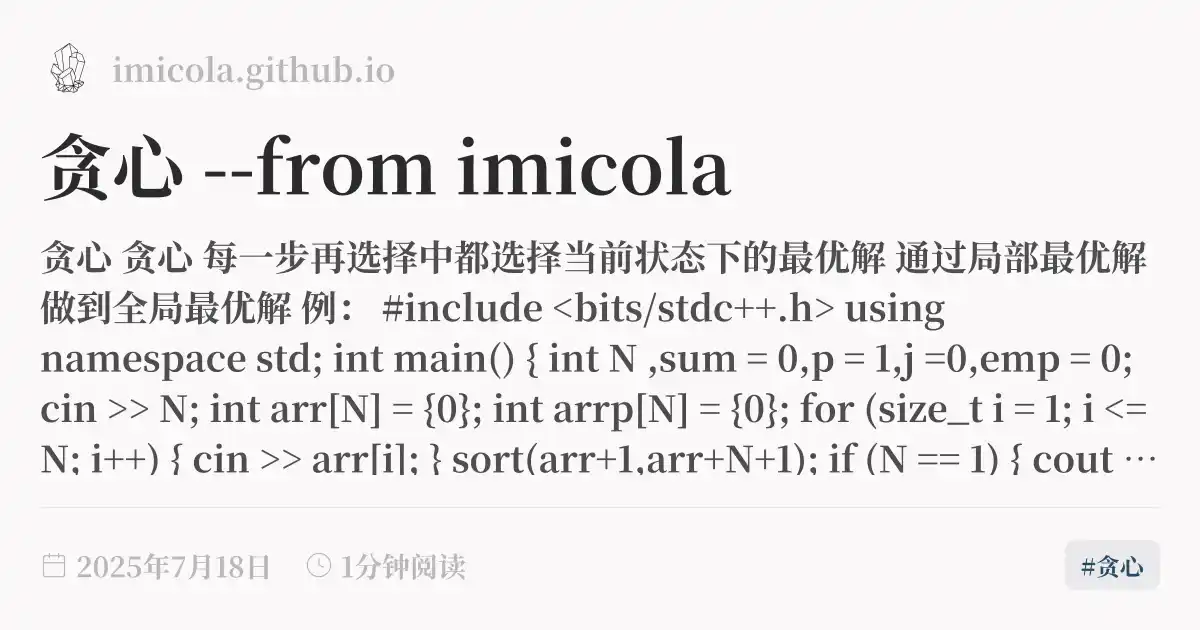 imicola.github.io
贪心 --from imicola
贪心 贪心 每一步再选择中都选择当前状态下的最优解 通过局部最优解
做到全局最优解 例： #include <bits/stdc++.h> using
namespace std; int main() { int N ,sum = 0,p = 1,j =0,emp = 0;
cin >> N; int arr[N] = {0}; int arrp[N] = {0}; for (size_t i = 1; i <=
N; i++) { cin >> arr[i]; } sort(arr+1,arr+N+1); if (N == 1) { cout …
2025年7月18日 1分钟阅读 #贪心